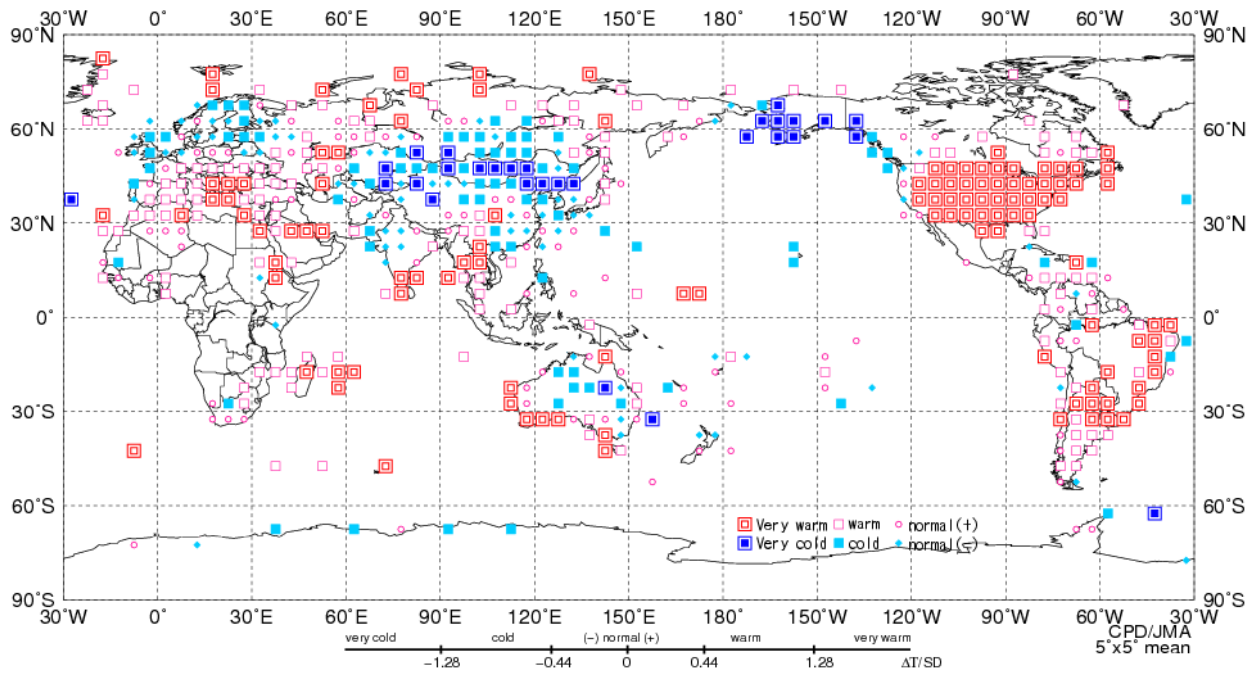 30˚W 0˚ 30˚E 60˚E 90˚E 120˚E 150˚E 180˚ 150˚W 120˚W 90˚W 60˚W 30˚W
90˚N 90˚N
60˚N 60˚N
30˚N 30˚N
0˚ 0˚
30˚S 30˚S
60˚S 60˚S
Very warm warm normal(+)
Very cold cold normal(−)
90˚S 90˚S
30˚W 0˚ 30˚E 60˚E 90˚E 120˚E 150˚E 180˚ 150˚W 120˚W 90˚W 60˚W 30˚W
CPD/JMA
5˚x5˚ mean
very cold cold (−) normal (+) warm very warm
−1.28 −0.44 0 0.44 1.28 ΔT/SD